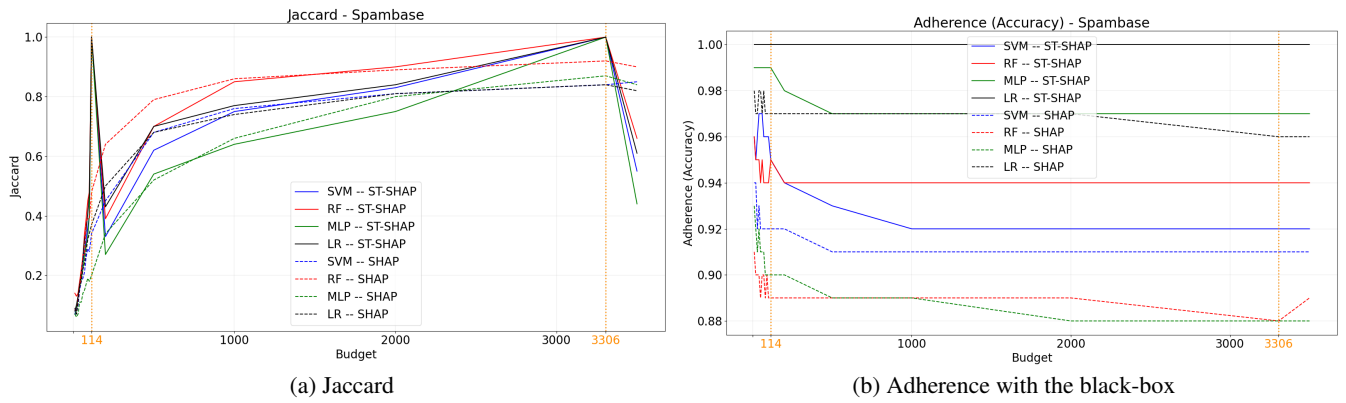 Jaccard - Spambase
1.0
0.8
0.6
0.4
0.2
Jaccard
SVM -- ST-SHAP
RF -- ST-SHAP
MLP -- ST-SHAP
LR -- ST-SHAP
SVM -- SHAP
RF -- SHAP
MLP -- SHAP
LR -- SHAP
114 1000 2000 3000 3306
Budget
(a) Jaccard
Adherence (Accuracy) - Spambase
1.00
0.98
0.96
0.94
0.92
0.90
0.88
Adherence (Accuracy)
SVM -- ST-SHAP
RF -- ST-SHAP
MLP -- ST-SHAP
LR -- ST-SHAP
SVM -- SHAP
RF -- SHAP
MLP -- SHAP
LR -- SHAP
114 1000 2000 3000 3306
Budget
(b) Adherence with the black-box